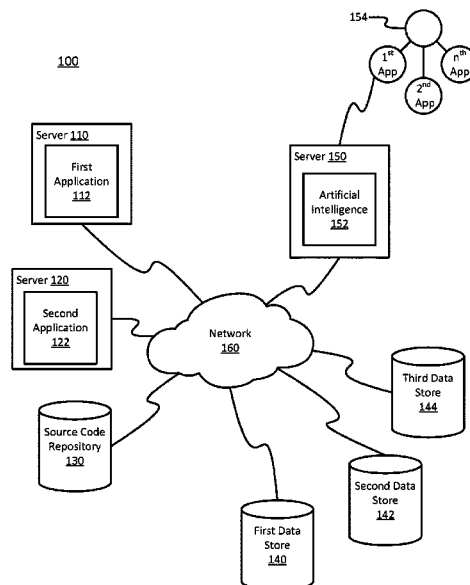 154
100
1st
App
2nd
App
nth
App
Server 110
First
Application
112
Server 150
Artificial
Intelligence
152
Server 120
Second
Application
122
Network
160
Source Code
Repository
130
Third Data
Store
144
Second Data
Store
142
First Data
Store
140